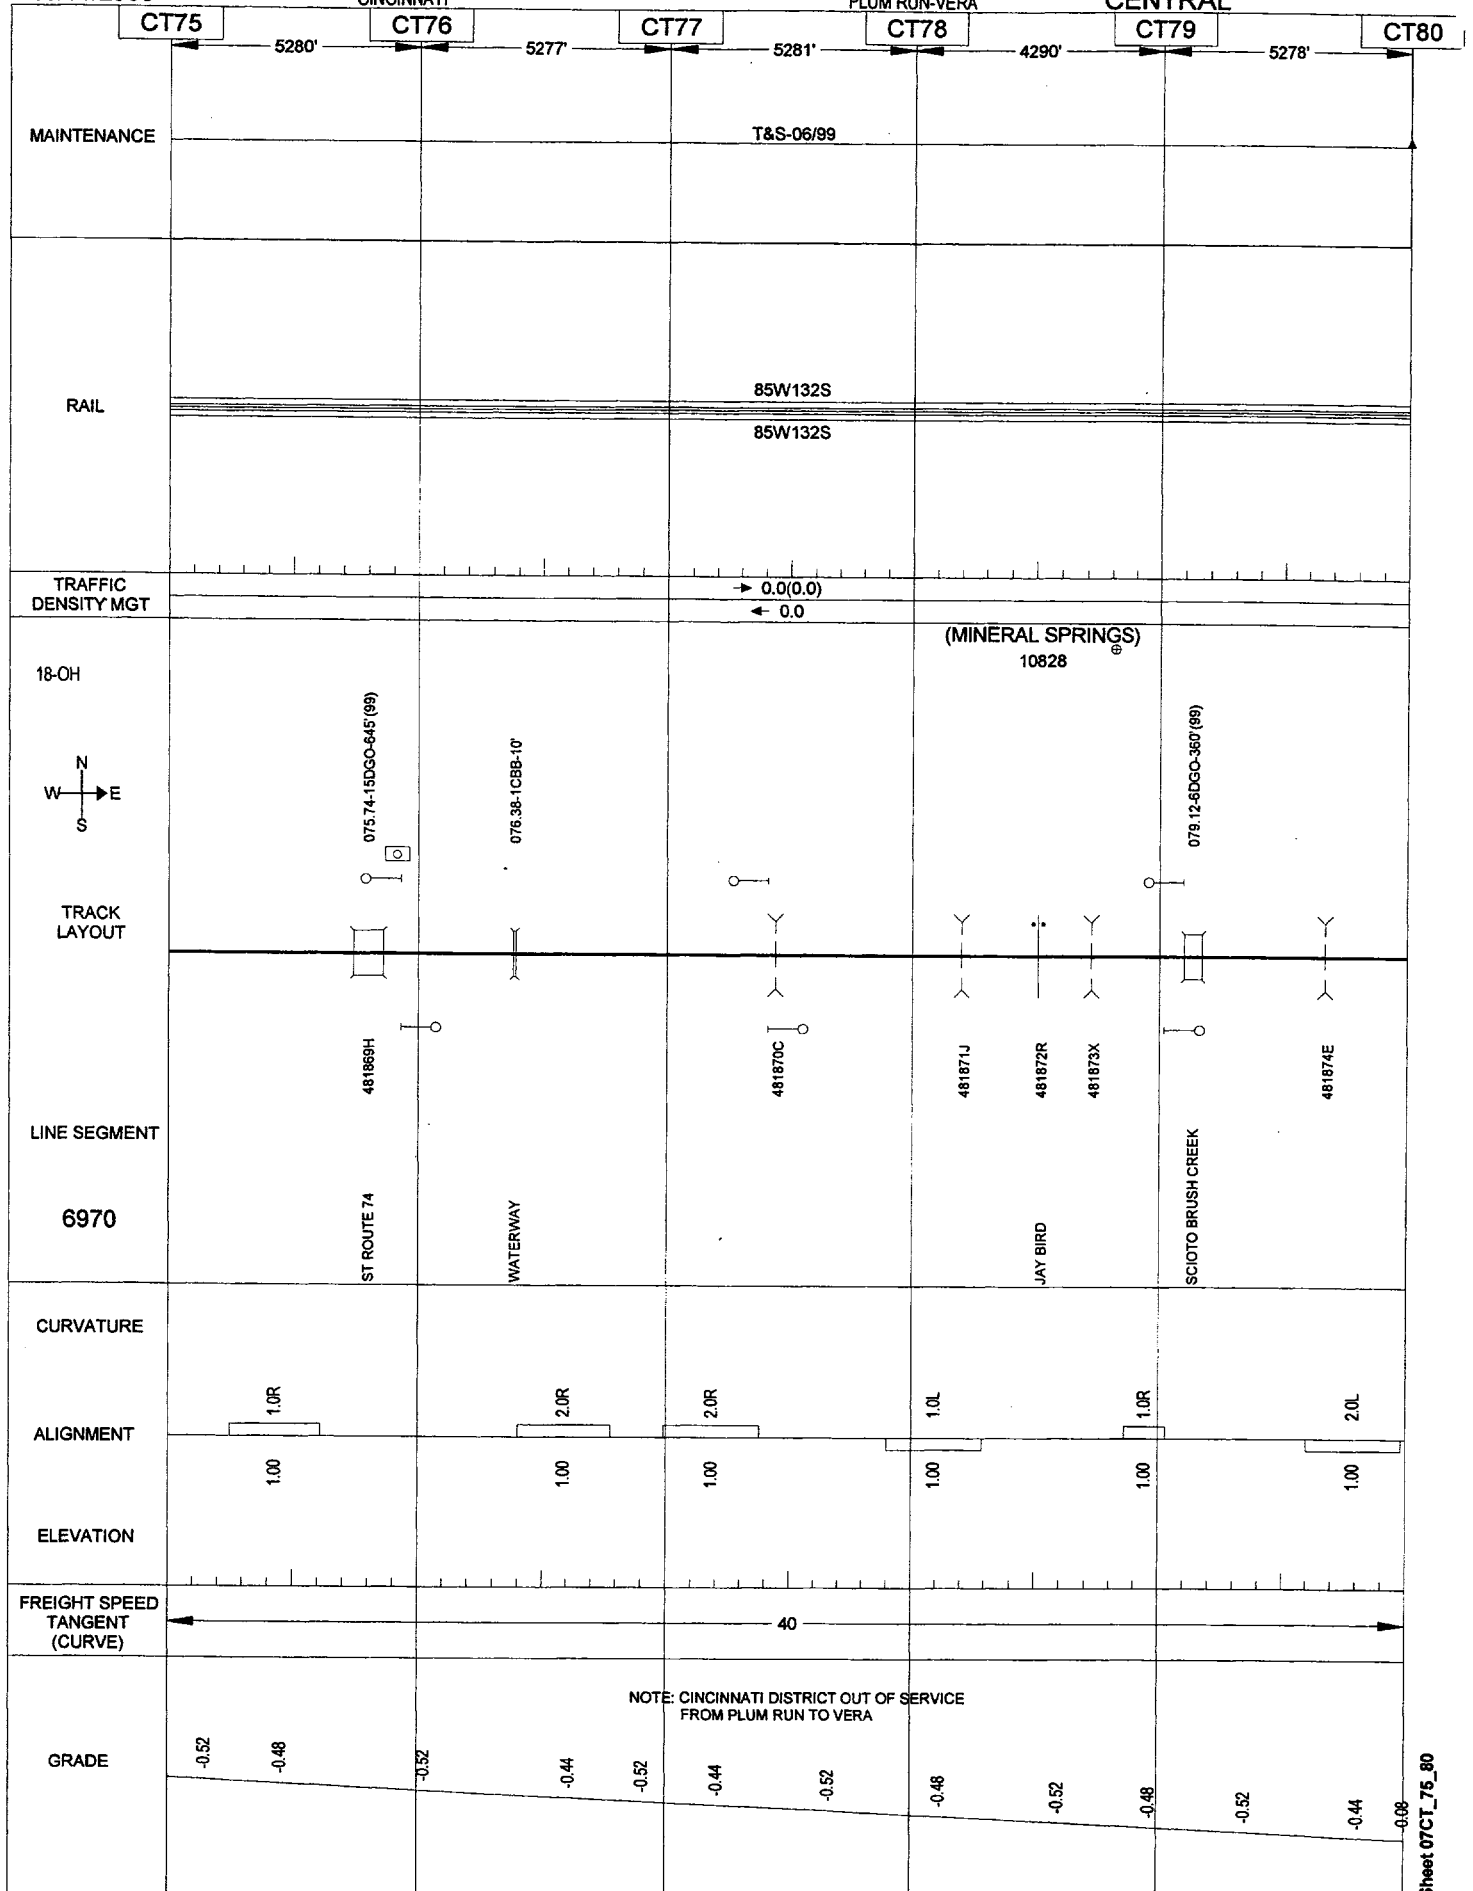 CINCINNATI
PLUM RUN-VERA
CENTRAL
CT75
CT76
CT77
CT78
CT79
CT80
5280'
5277'
5281'
4290'
5278'
MAINTENANCE
T&S-06/99
RAIL
85W132S
85W132S
TRAFFIC
DENSITY MGT
→ 0.0(0.0)
← 0.0
(MINERAL SPRINGS)
10828
18-OH
N
W
E
S
075.74-15DGO-645'(99)
076.38-1CBB-10'
079.12-6DGO-360'(99)
TRACK
LAYOUT
481869H
481870C
481871J
481872R
481873X
481874E
LINE SEGMENT
6970
ST ROUTE 74
WATERWAY
JAY BIRD
SCIOTO BRUSH CREEK
CURVATURE
1.0R
2.0R
2.0R
1.0L
1.0R
2.0L
ALIGNMENT
1.00
1.00
1.00
1.00
1.00
1.00
ELEVATION
FREIGHT SPEED
TANGENT
(CURVE)
40
NOTE: CINCINNATI DISTRICT OUT OF SERVICE
FROM PLUM RUN TO VERA
GRADE
-0.52
-0.48
-0.52
-0.44
-0.52
-0.44
-0.52
-0.48
-0.52
-0.48
-0.52
-0.44
-0.08
Sheet 07CT_75_80